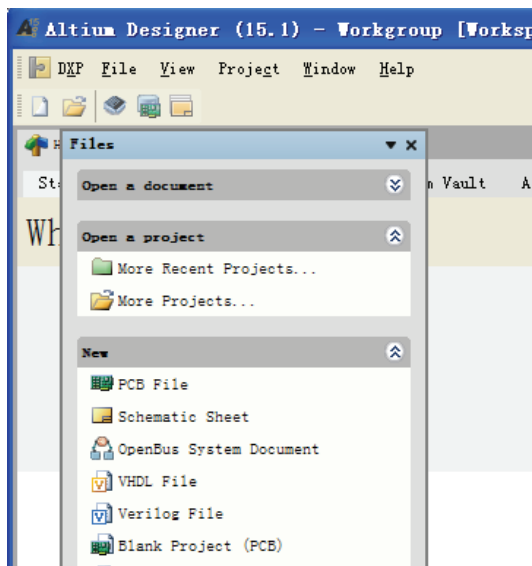 Altium Designer (15.1) - Workgroup [Worksp
DXP File View Project Window Help
H
Files
St
n Vault A
Open a document
Wh
Open a project
More Recent Projects...
More Projects...
New
PCB File
Schematic Sheet
OpenBus System Document
VHDL File
Verilog File
Blank Project (PCB)